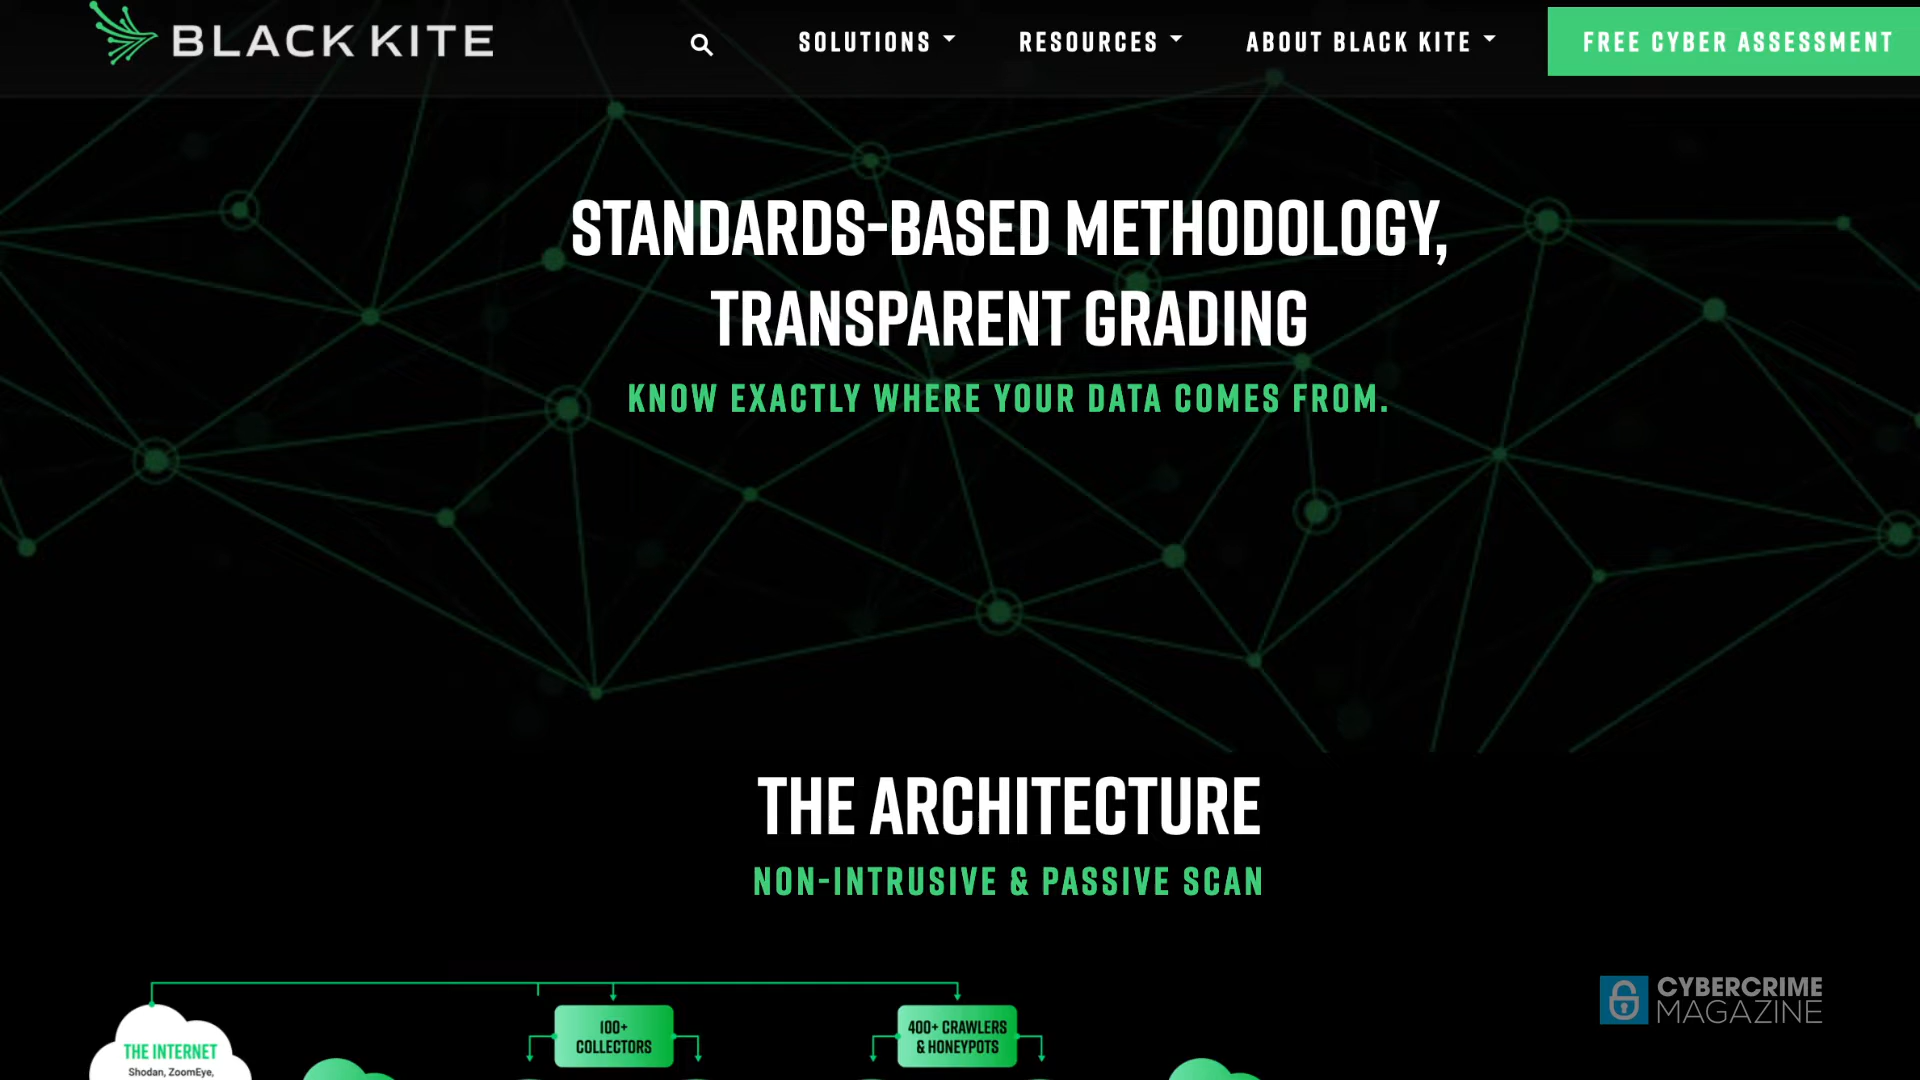 BLACK KITE
SOLUTIONS
RESOURCES
ABOUT BLACK KITE
FREE CYBER ASSESSMENT
STANDARDS-BASED METHODOLOGY,
TRANSPARENT GRADING
KNOW EXACTLY WHERE YOUR DATA COMES FROM.
THE ARCHITECTURE
NON-INTRUSIVE & PASSIVE SCAN
THE INTERNET
Shodan, ZoomEye,
100+
COLLECTORS
400+ CRAWLERS
& HONEYPOTS
CYBERCRIME
MAGAZINE